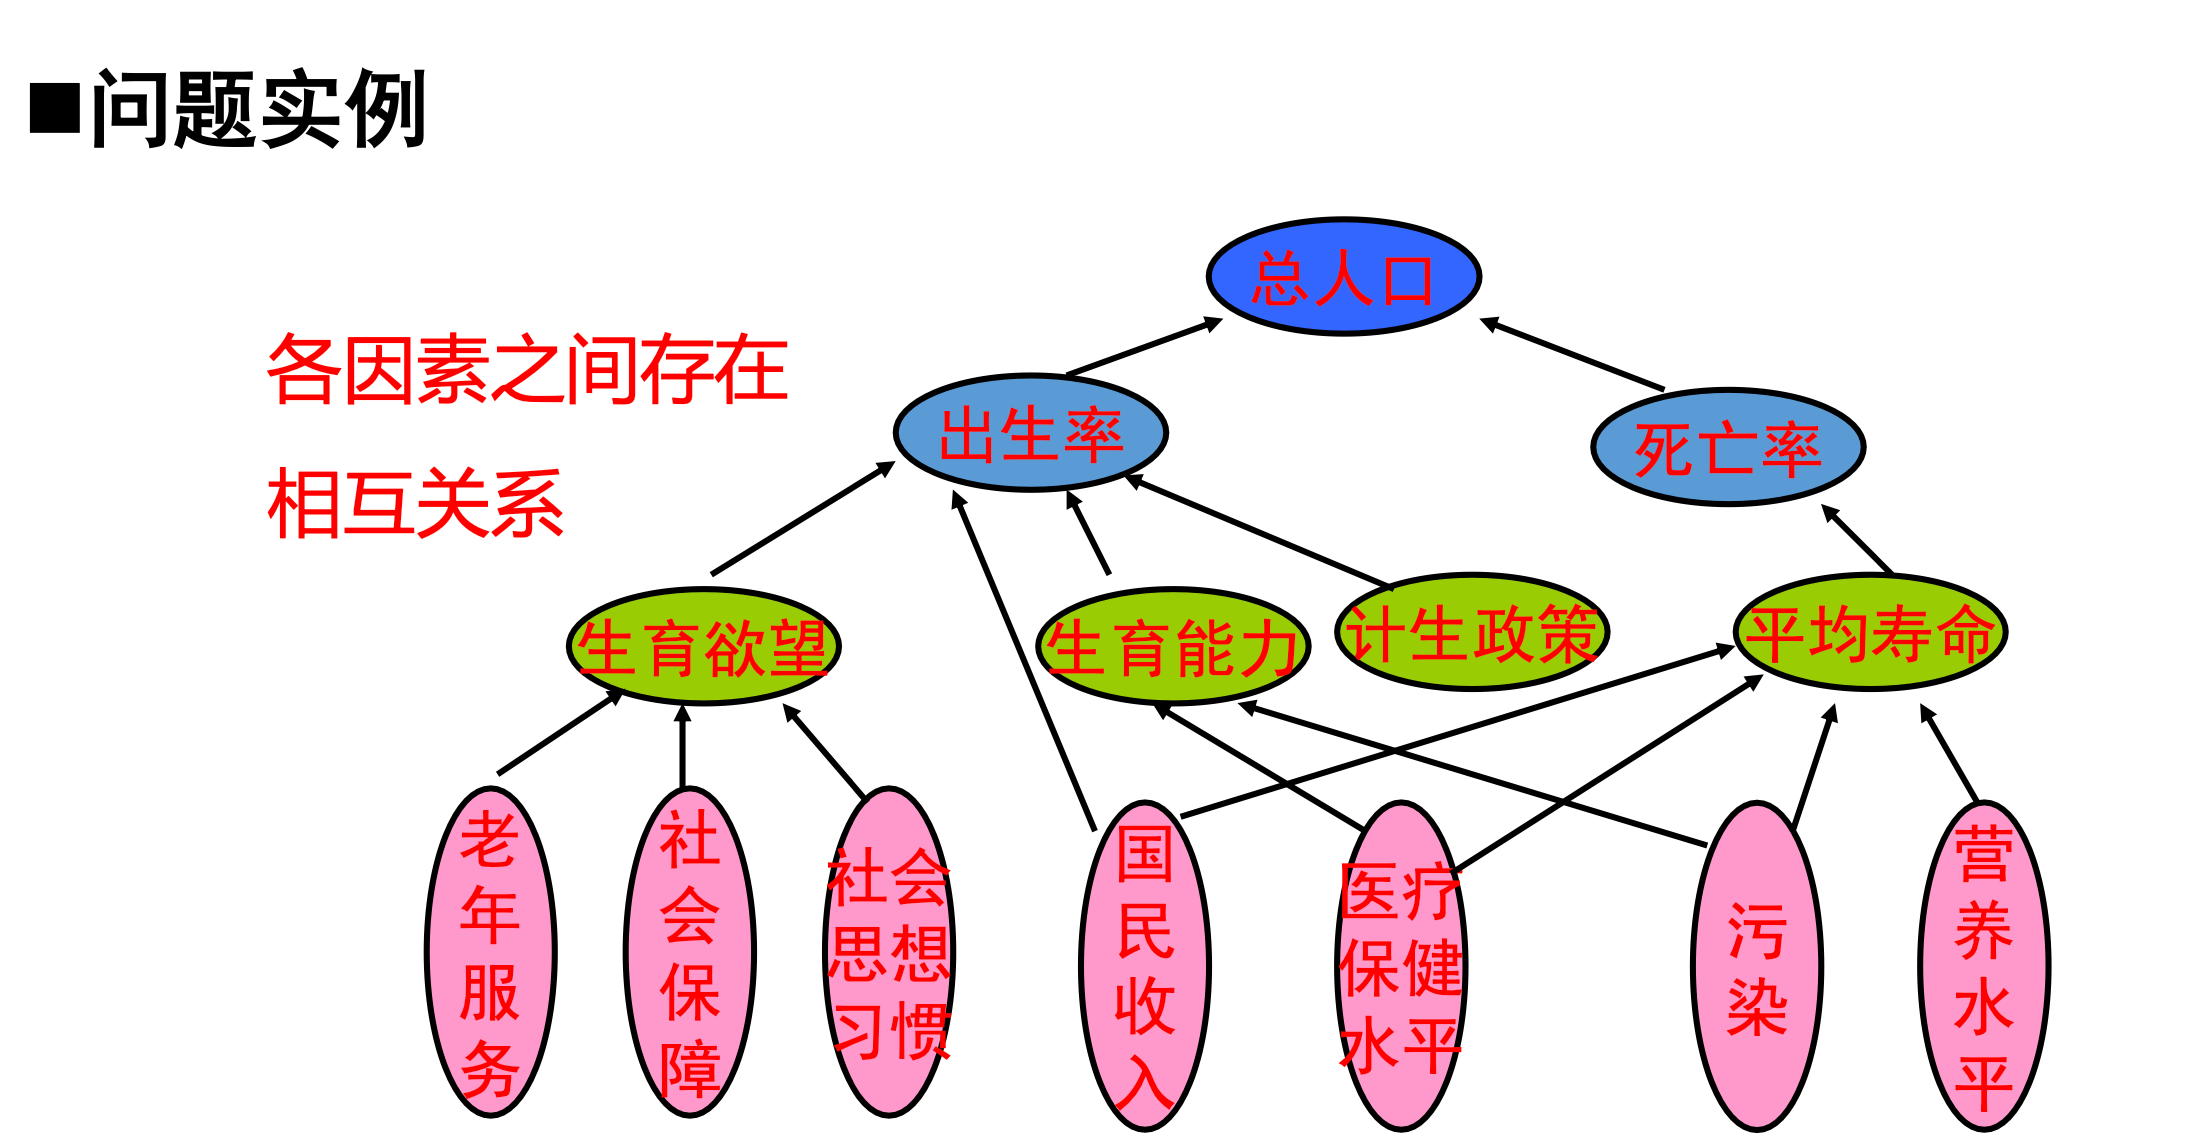 ■问题实例
总人口
各因素之间存在
相互关系
出生率
死亡率
生育欲望
生育能力
计生政策
平均寿命
老
年
服
务
社
会
保
障
社会
思想
习惯
国
民
收
入
医疗
保健
水平
污
染
营
养
水
平